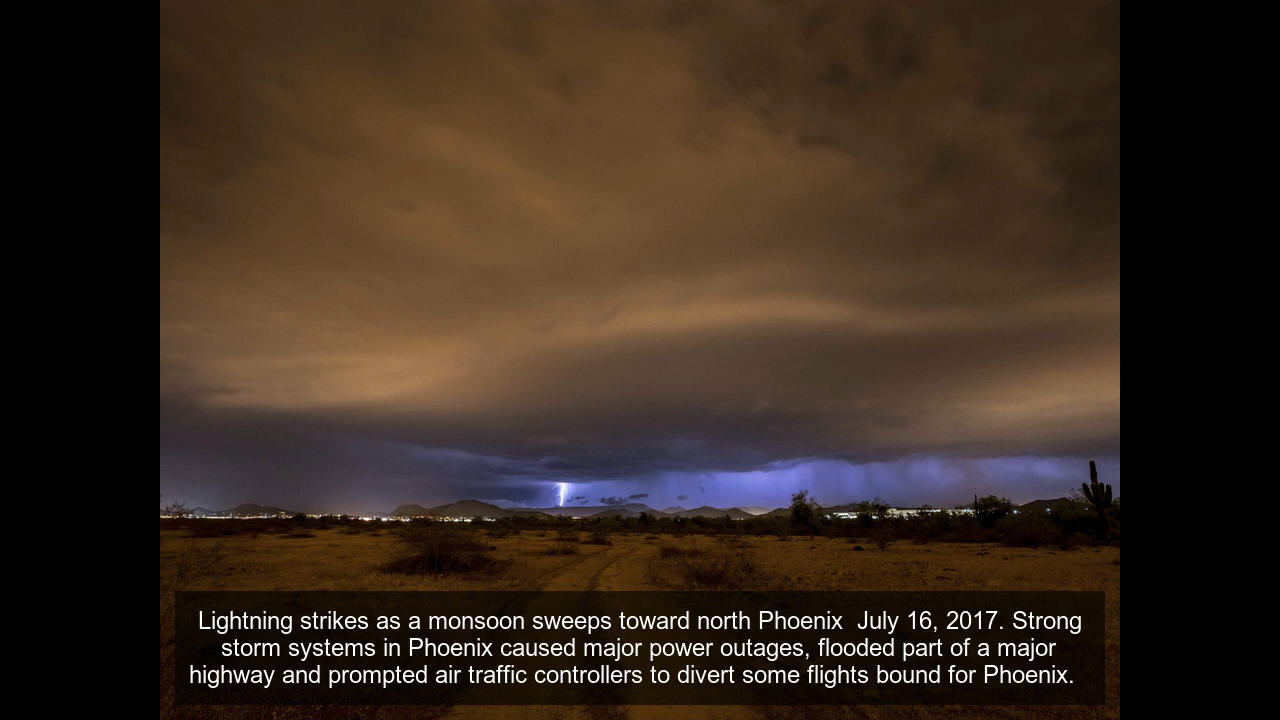 Lightning strikes as a monsoon sweeps toward north Phoenix  July 16, 2017. Strong
storm systems in Phoenix caused major power outages, flooded part of a major
highway and prompted air traffic controllers to divert some flights bound for Phoenix.